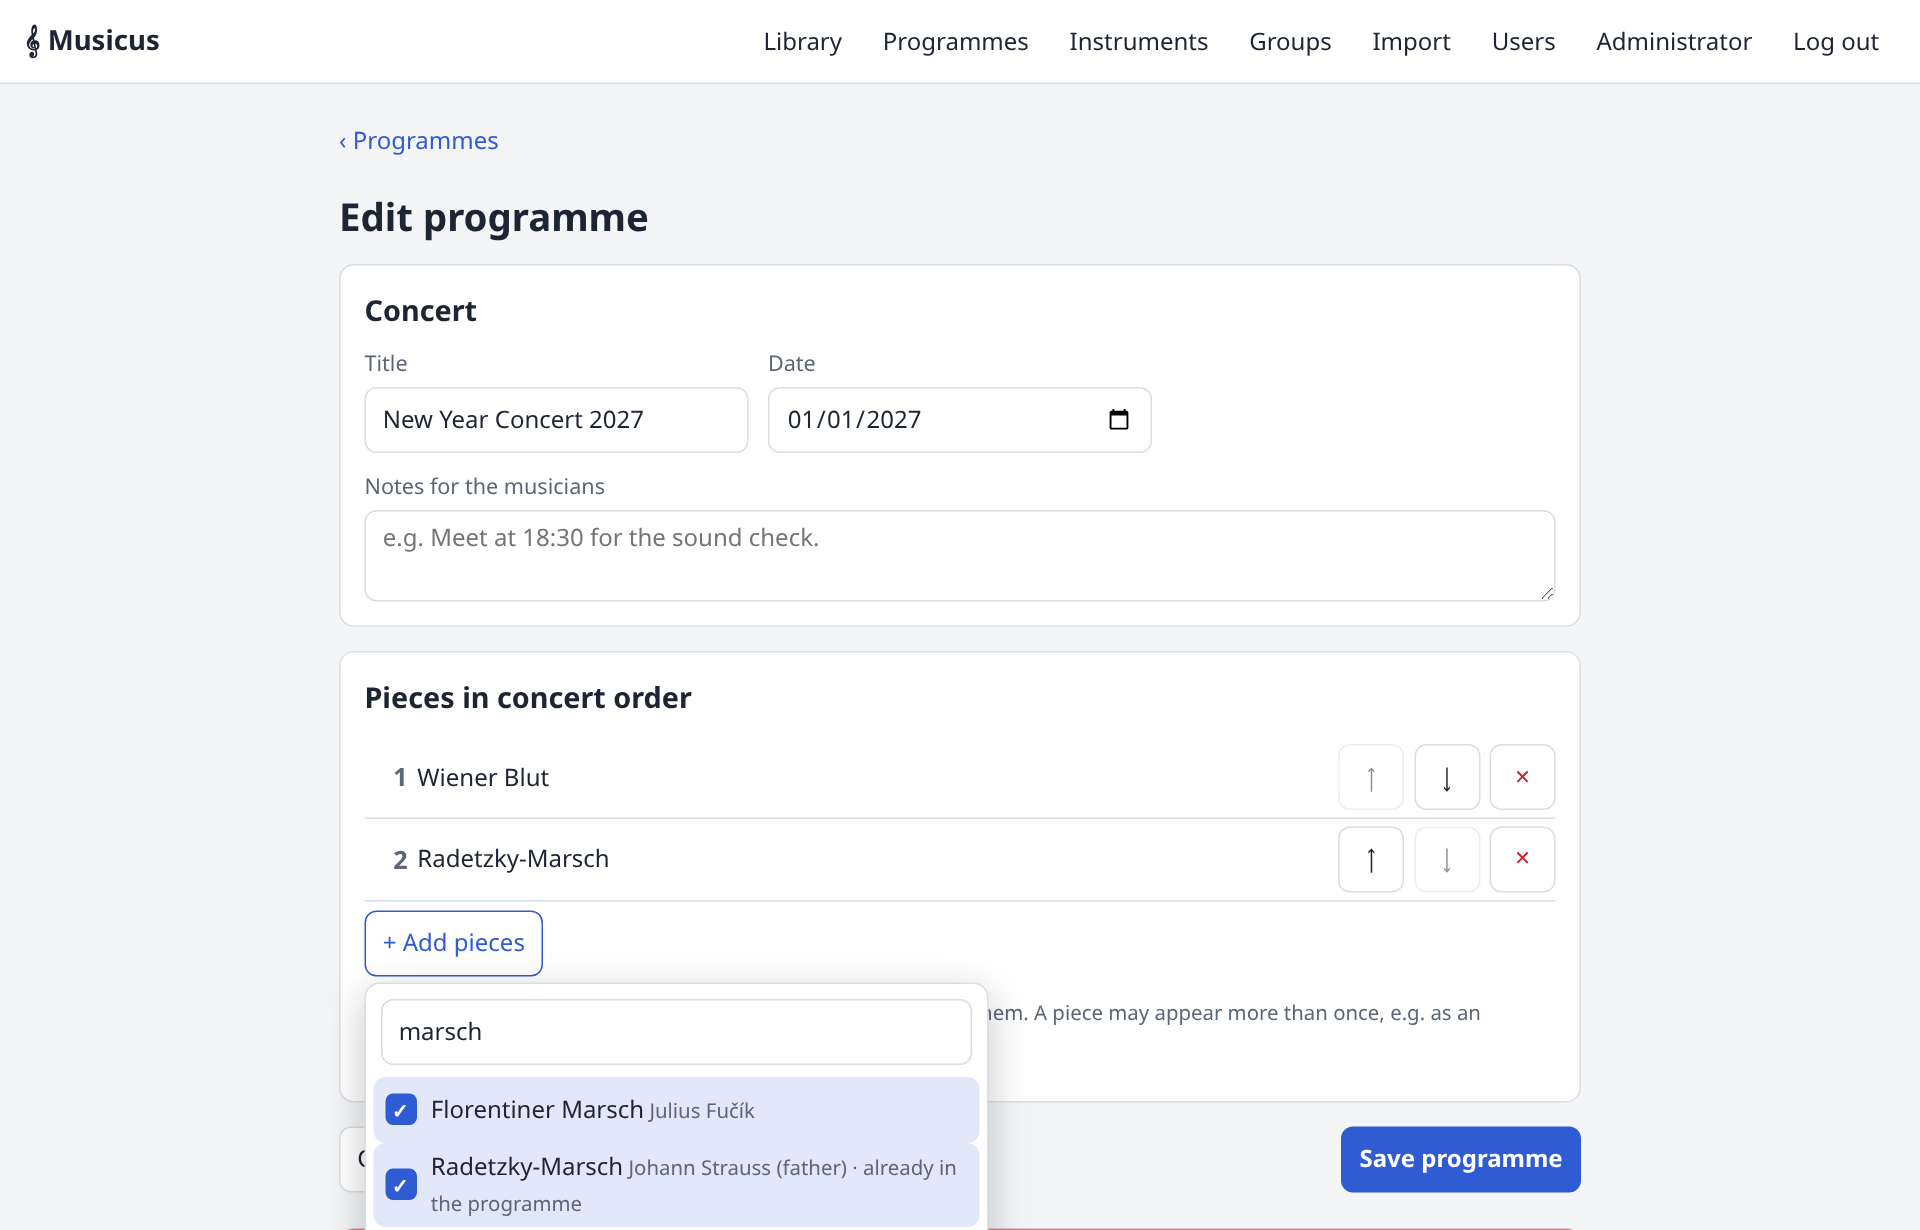 Musicus
Library Programmes Instruments Groups Import Users Administrator Log out
‹ Programmes
Edit programme
Concert
Title Date
New Year Concert 2027 01/01/2027
Notes for the musicians
e.g. Meet at 18:30 for the sound check.
Pieces in concert order
1 Wiener Blut ↑ ↓ ×
2 Radetzky-Marsch ↑ ↓ ×
+ Add pieces
A piece may appear more than once, e.g. as an
marsch
✓ Florentiner Marsch Julius Fučík
✓ Radetzky-Marsch Johann Strauss (father) · already in
the programme
Save programme